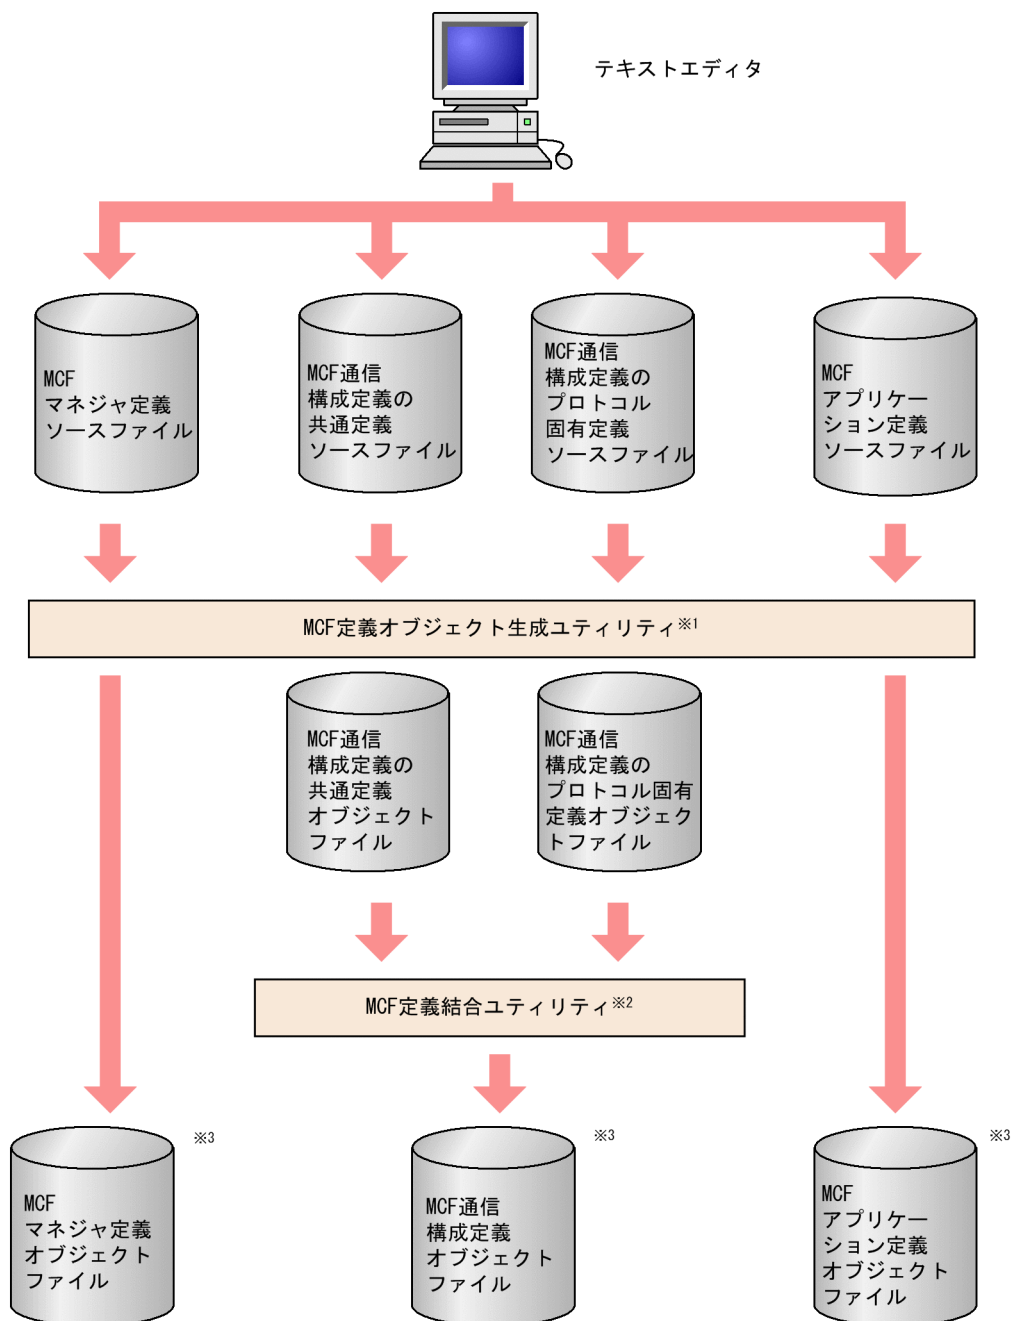 テキストエディタ
MCF
マネジャ定義
ソースファイル
MCF通信
構成定義の
共通定義
ソースファイル
MCF通信
構成定義の
プロトコル
固有定義
ソースファイル
MCF
アプリケー
ション定義
ソースファイル
MCF定義オブジェクト生成ユティリティ※1
MCF通信
構成定義の
共通定義
オブジェクト
ファイル
MCF通信
構成定義の
プロトコル固有
定義オブジェク
トファイル
MCF定義結合ユティリティ※2
※3
MCF
マネジャ定義
オブジェクト
ファイル
※3
MCF通信
構成定義
オブジェクト
ファイル
※3
MCF
アプリケー
ション定義
オブジェクト
ファイル